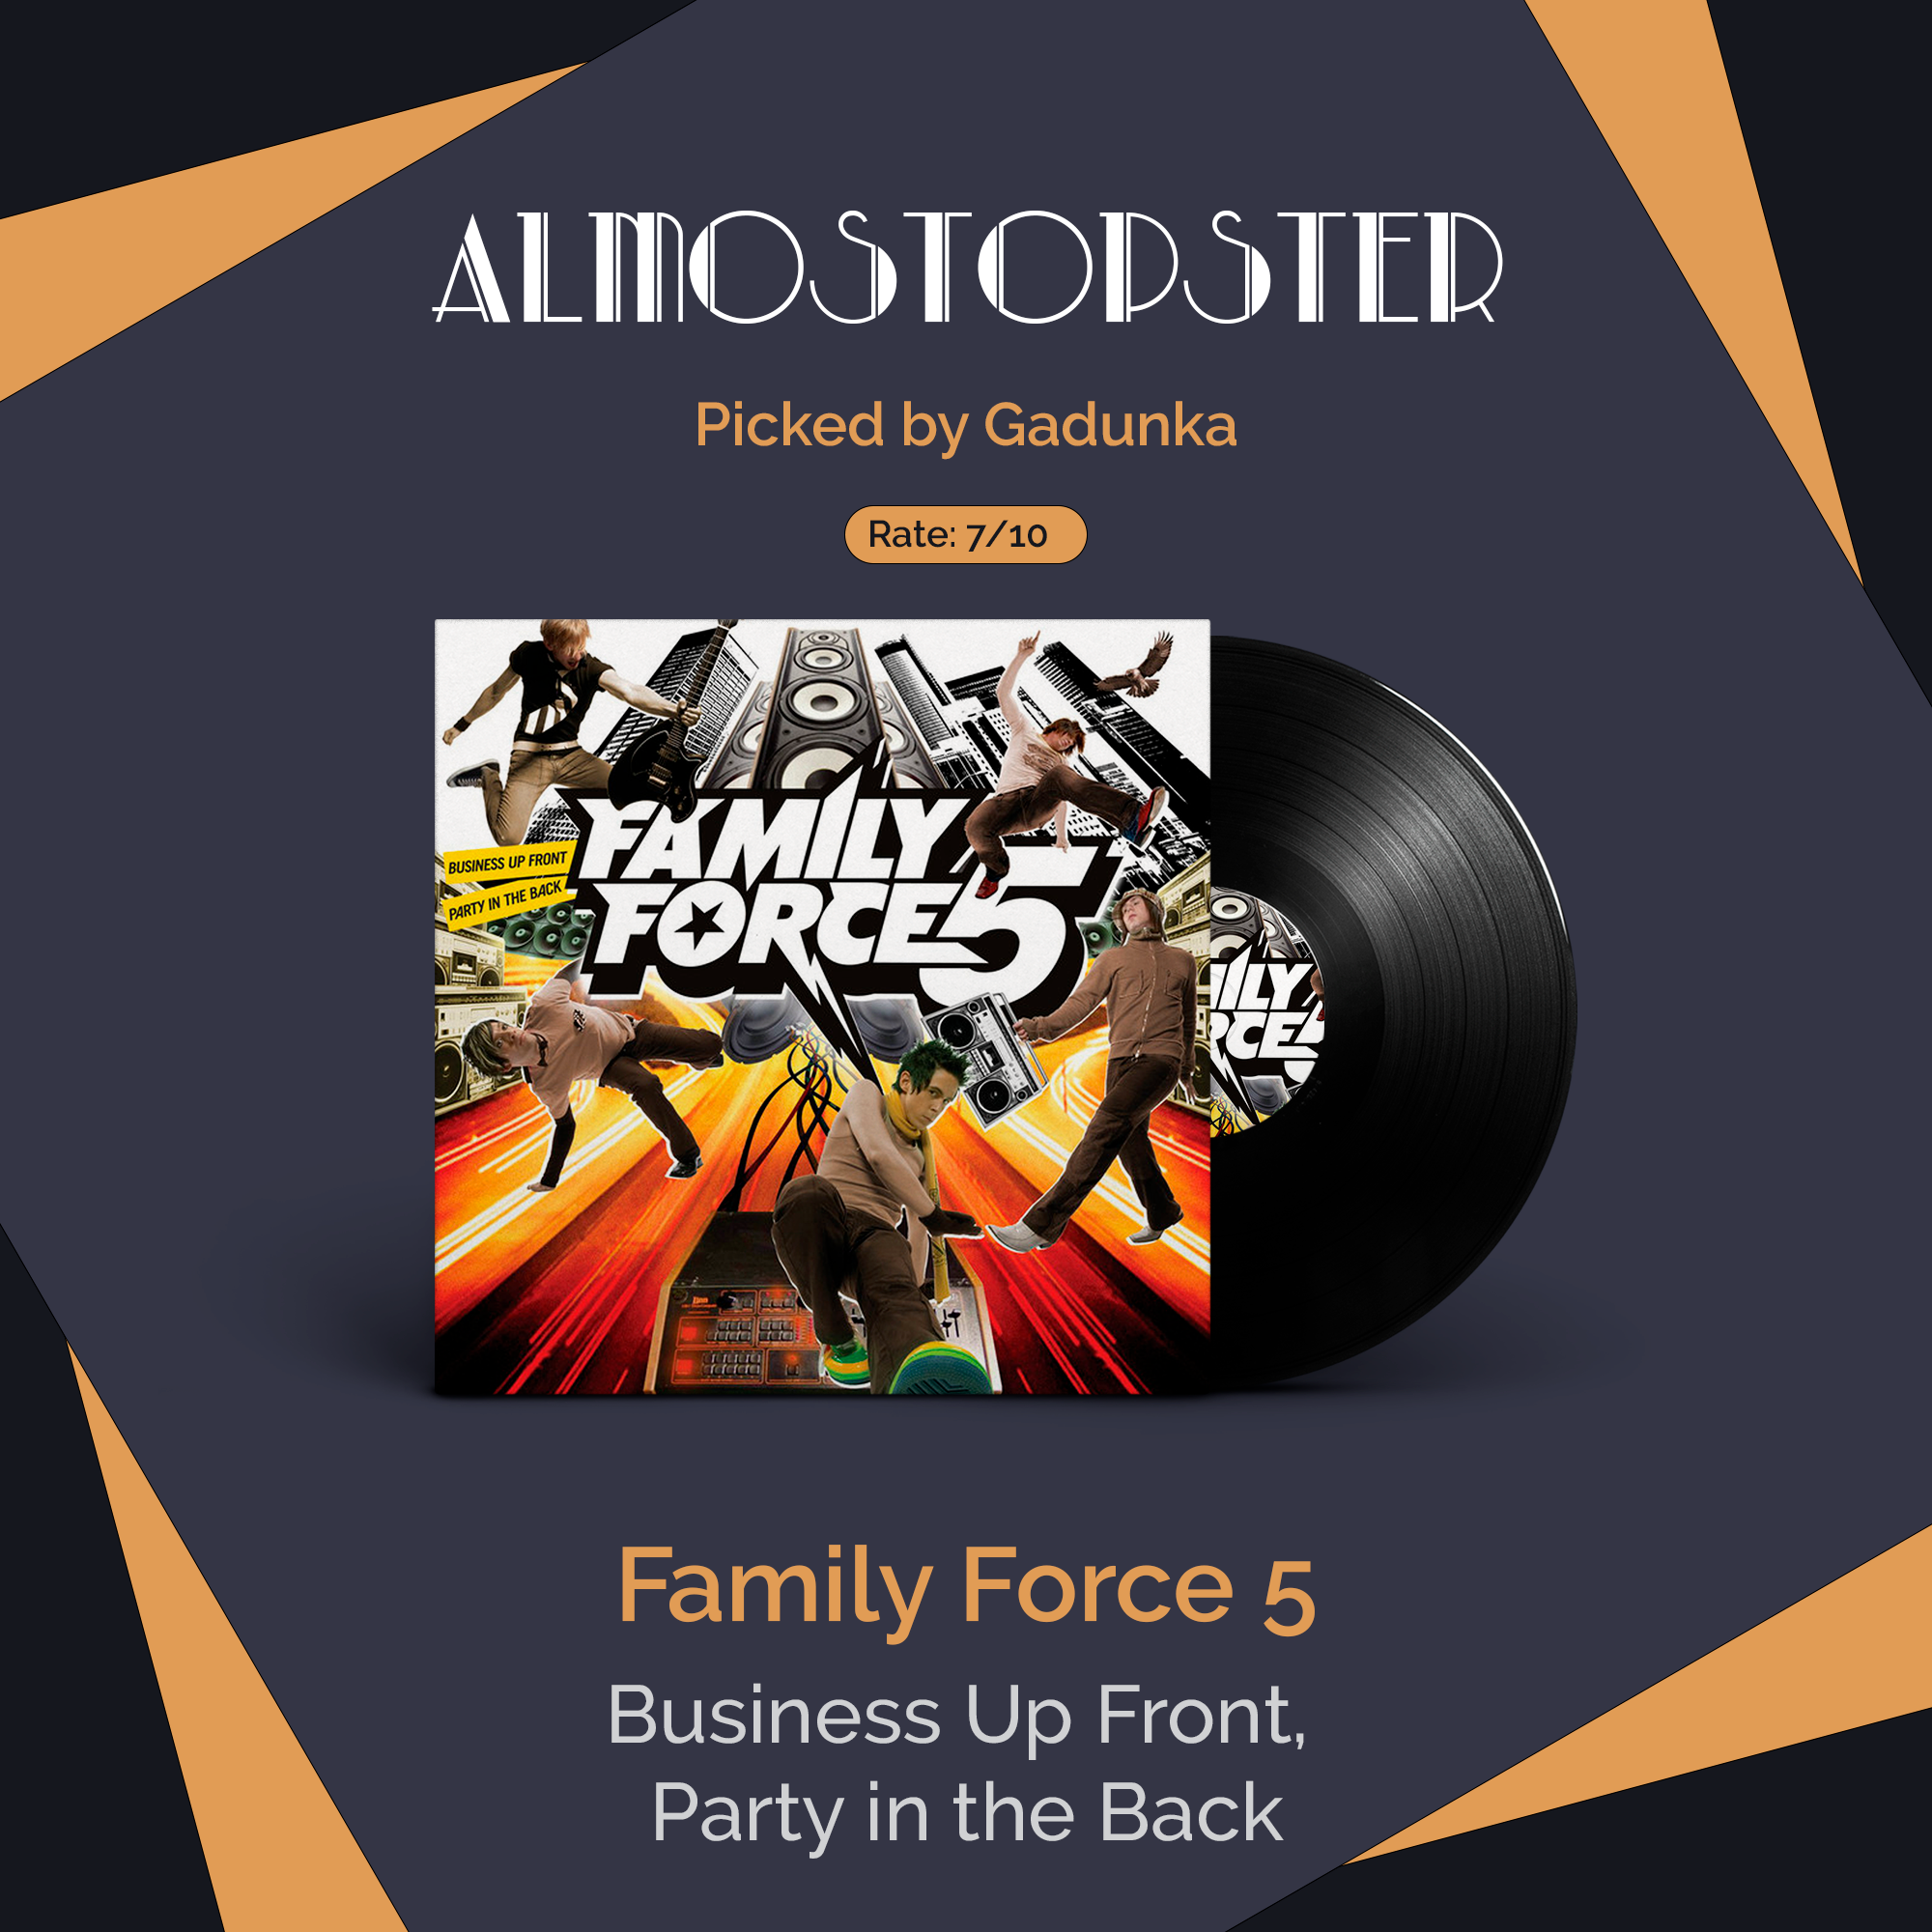 ALMOSTOPSTER
Picked by Gadunka
Rate: 7/10
FAMILY
FORCE 5
BUSINESS UP FRONT
PARTY IN THE BACK
Family Force 5
Business Up Front,
Party in the Back